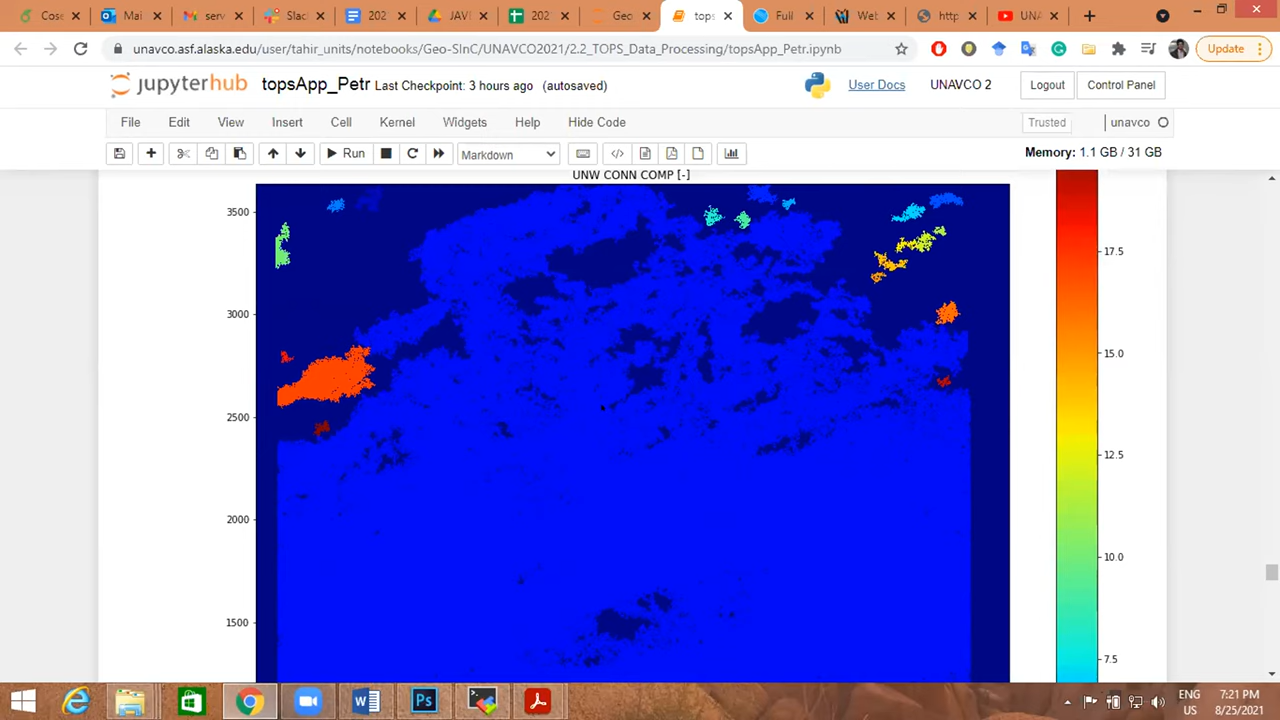 Cose
Mai
serv
Slac
202
JAVI
202
Geo
tops
Full
Wel
http
UNA
unavco.asf.alaska.edu/user/tahir_units/notebooks/Geo-SInC/UNAVCO2021/2.2_TOPS_Data_Processing/topsApp_Petr.ipynb
Update
jupyterhub topsApp_Petr Last Checkpoint: 3 hours ago (autosaved)
User Docs UNAVCO 2 Logout Control Panel
File Edit View Insert Cell Kernel Widgets Help Hide Code
Trusted unavco
Run Markdown
Memory: 1.1 GB / 31 GB
UNW CONN COMP [-]
3500
3000
2500
2000
1500
17.5
15.0
12.5
10.0
7.5
ENG 7:21 PM
US 8/25/2021